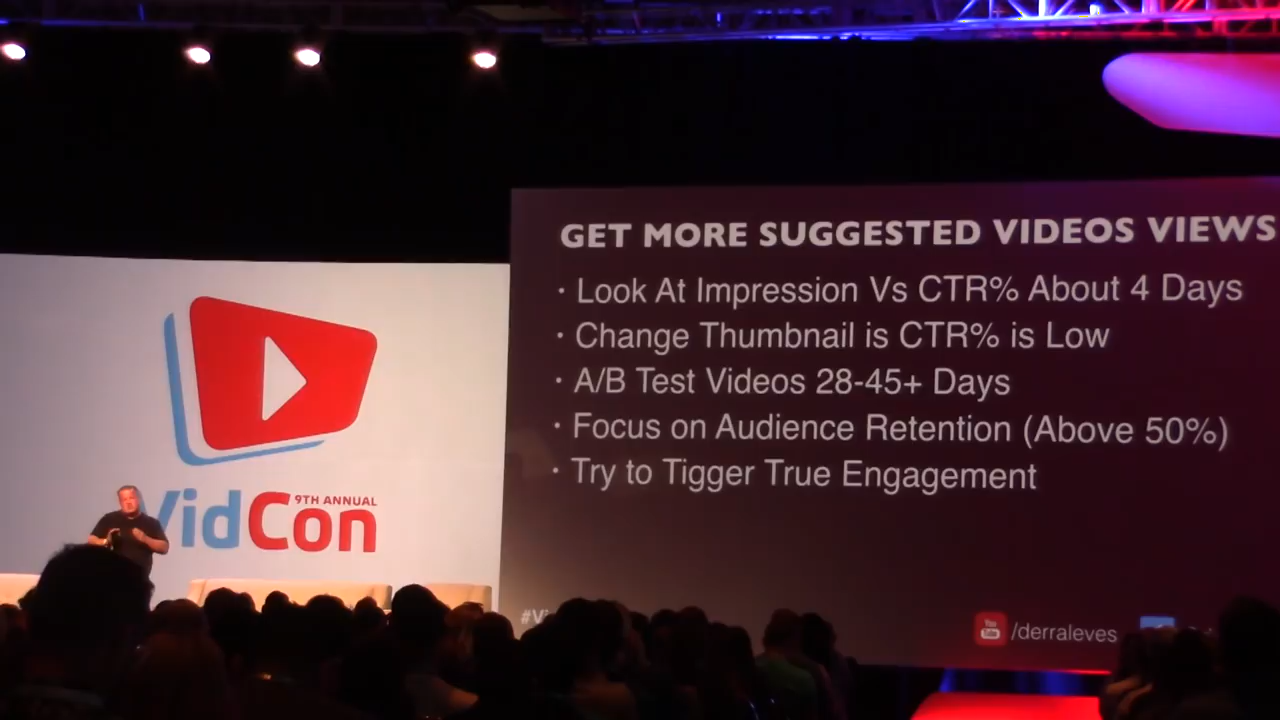 GET MORE SUGGESTED VIDEOS VIEWS
· Look At Impression Vs CTR% About 4 Days
· Change Thumbnail is CTR% is Low
· A/B Test Videos 28-45+ Days
· Focus on Audience Retention (Above 50%)
· Try to Tigger True Engagement
9TH ANNUAL
VidCon
You Tube /derraleves